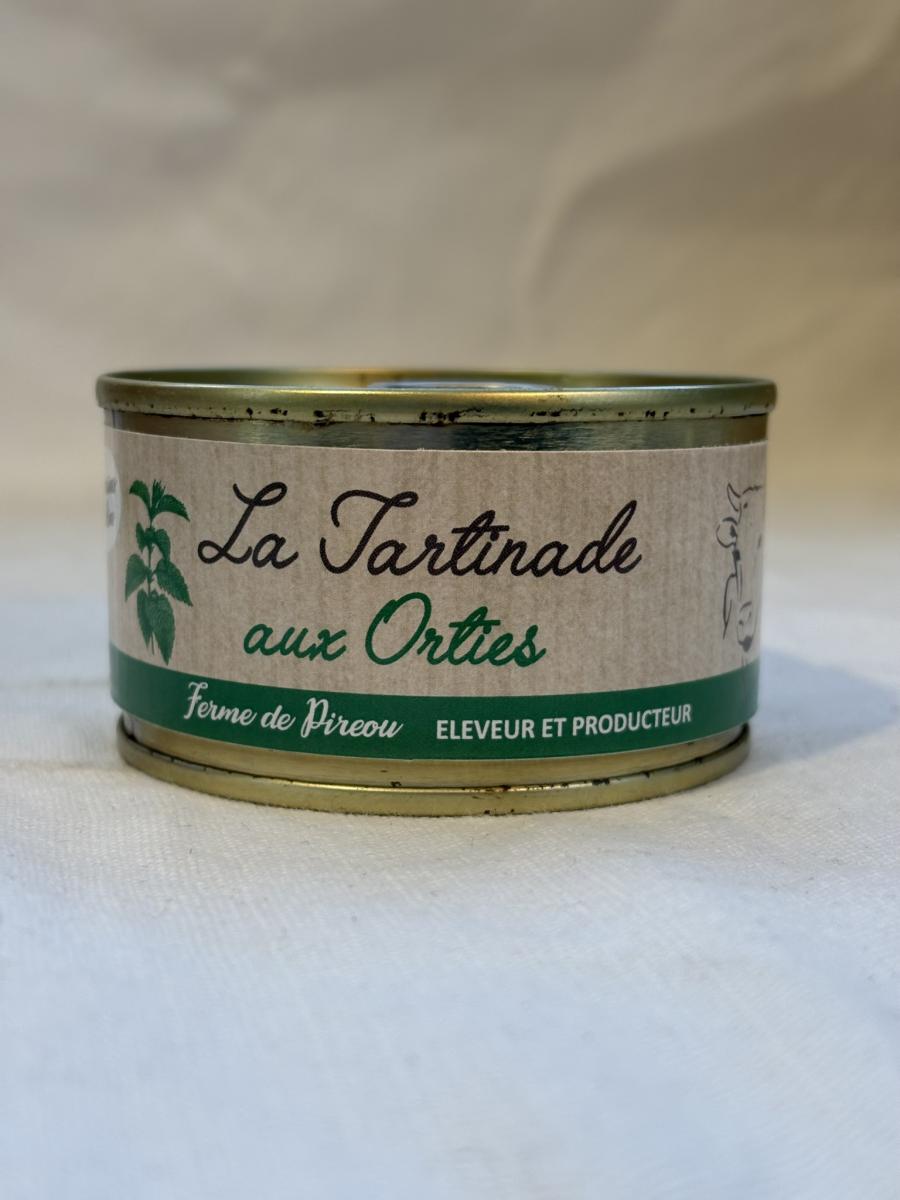 La Tartinade
aux Orties
Ferme de Pireou ELEVEUR ET PRODUCTEUR